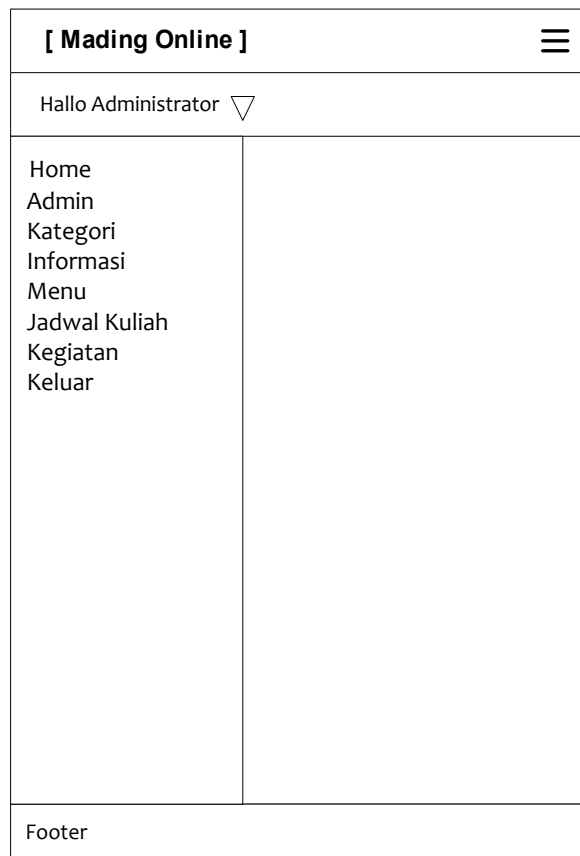 [ Mading Online ]
Hallo Administrator
Home
Admin
Kategori
Informasi
Menu
Jadwal Kuliah
Kegiatan
Keluar
Footer